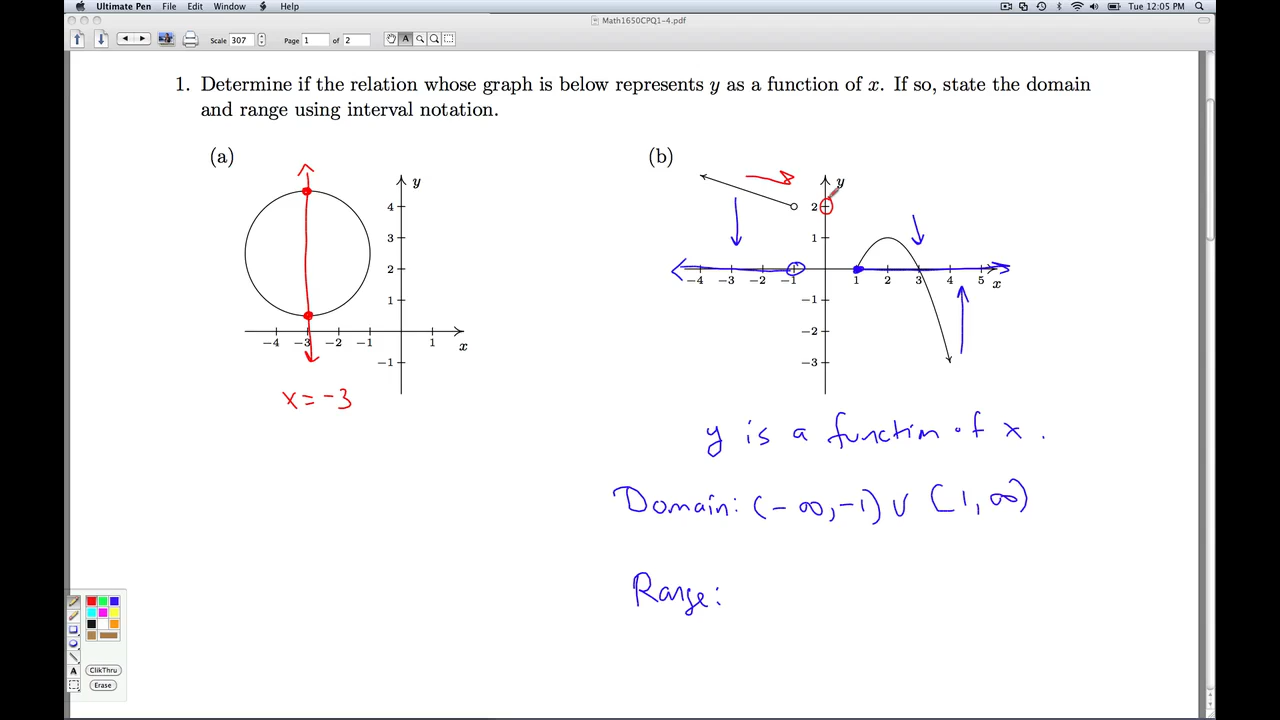 Ultimate Pen File Edit Window Help Tue 12:05 PM
Math1650CPQ1-4.pdf
Scale 307 Page 1 of 2 A
1. Determine if the relation whose graph is below represents y as a function of x. If so, state the domain
and range using interval notation.
(a)
y
4
3
2
1
−4 −3 −2 −1 1 x
−1
x = -3
(b)
y
2
1
−4 −3 −2 −1 1 2 3 4 5 x
−1
−2
−3
y is a function of x.
Domain: (-∞,-1) ∪ [1,∞)
Range:
A
ClikThru
Erase